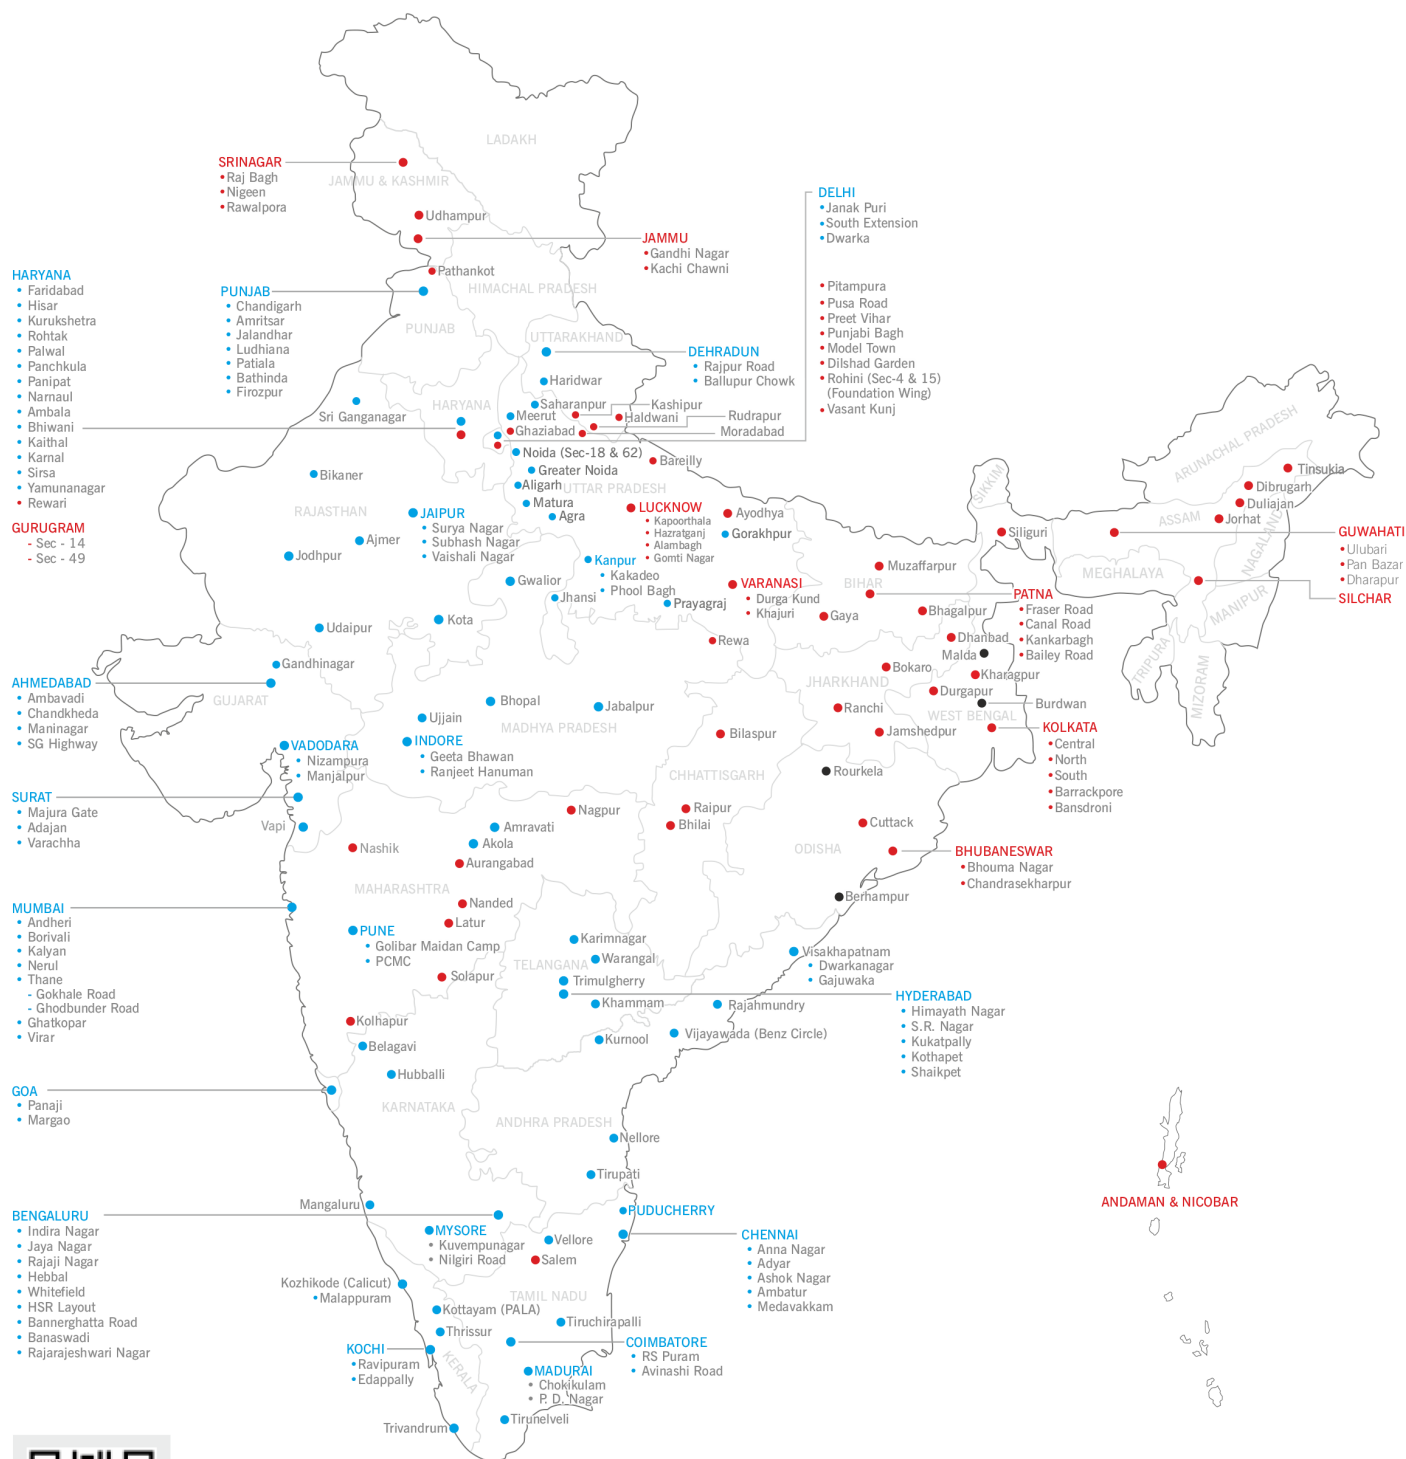 LADAKH
SRINAGAR
Raj Bagh
Nigeen
Rawalpora
JAMMU & KASHMIR
Udhampur
JAMMU
Gandhi Nagar
Kachi Chawni
Pathankot
HIMACHAL PRADESH
DELHI
Janak Puri
South Extension
Dwarka
Pitampura
Pusa Road
Preet Vihar
Punjabi Bagh
Model Town
Dilshad Garden
Rohini (Sec-4 & 15)
(Foundation Wing)
Vasant Kunj
HARYANA
Faridabad
Hisar
Kurukshetra
Rohtak
Palwal
Panchkula
Panipat
Narnaul
Ambala
Bhiwani
Kaithal
Karnal
Sirsa
Yamunanagar
Rewari
GURUGRAM
- Sec - 14
- Sec - 49
PUNJAB
Chandigarh
Amritsar
Jalandhar
Ludhiana
Patiala
Bathinda
Firozpur
PUNJAB
UTTARAKHAND
DEHRADUN
Rajpur Road
Ballupur Chowk
Haridwar
Sri Ganganagar
HARYANA
Saharanpur
Kashipur
Meerut
Haldwani
Rudrapur
Ghaziabad
Moradabad
Noida (Sec-18 & 62)
Bareilly
Greater Noida
Aligarh
UTTAR PRADESH
Matura
Agra
Bikaner
RAJASTHAN
JAIPUR
Surya Nagar
Subhash Nagar
Vaishali Nagar
Ajmer
Jodhpur
LUCKNOW
Kapoorthala
Hazratganj
Alambagh
Gomti Nagar
Ayodhya
Gorakhpur
Kanpur
Kakadeo
Phool Bagh
Gwalior
Jhansi
Prayagraj
VARANASI
Durga Kund
Khajuri
Kota
Udaipur
Rewa
SIKKIM
ARUNACHAL PRADESH
Tinsukia
Dibrugarh
Duliajan
Jorhat
ASSAM
NAGALAND
Siliguri
GUWAHATI
Ulubari
Pan Bazar
Dharapur
SILCHAR
MEGHALAYA
MANIPUR
TRIPURA
MIZORAM
Muzaffarpur
BIHAR
PATNA
Fraser Road
Canal Road
Kankarbagh
Bailey Road
Gaya
Bhagalpur
Dhanbad
Malda
Bokaro
Kharagpur
JHARKHAND
Durgapur
Ranchi
Burdwan
WEST BENGAL
Jamshedpur
KOLKATA
Central
North
South
Barrackpore
Bansdroni
Gandhinagar
AHMEDABAD
Ambavadi
Chandkheda
Maninagar
SG Highway
GUJARAT
VADODARA
Nizampura
Manjalpur
SURAT
Majura Gate
Adajan
Varachha
Vapi
Bhopal
Ujjain
MADHYA PRADESH
Jabalpur
INDORE
Geeta Bhawan
Ranjeet Hanuman
Bilaspur
CHHATTISGARH
Rourkela
Raipur
Bhilai
Cuttack
ODISHA
BHUBANESWAR
Bhouma Nagar
Chandrasekharpur
Berhampur
Nagpur
Amravati
Akola
Nashik
Aurangabad
MAHARASHTRA
Nanded
Latur
MUMBAI
Andheri
Borivali
Kalyan
Nerul
Thane
- Gokhale Road
- Ghodbunder Road
Ghatkopar
Virar
PUNE
Golibar Maidan Camp
PCMC
Solapur
Kolhapur
Karimnagar
Warangal
TELANGANA
Trimulgherry
Khammam
Visakhapatnam
Dwarkanagar
Gajuwaka
HYDERABAD
Himayath Nagar
S.R. Nagar
Kukatpally
Kothapet
Shaikpet
Rajahmundry
Vijayawada (Benz Circle)
Kurnool
Belagavi
Hubballi
GOA
Panaji
Margao
KARNATAKA
ANDHRA PRADESH
Nellore
Tirupati
ANDAMAN & NICOBAR
Mangaluru
BENGALURU
Indira Nagar
Jaya Nagar
Rajaji Nagar
Hebbal
Whitefield
HSR Layout
Bannerghatta Road
Banaswadi
Rajarajeshwari Nagar
PUDUCHERRY
MYSORE
Kuvempunagar
Nilgiri Road
Vellore
Salem
CHENNAI
Anna Nagar
Adyar
Ashok Nagar
Ambatur
Medavakkam
Kozhikode (Calicut)
Malappuram
TAMIL NADU
Kottayam (PALA)
Tiruchirapalli
Thrissur
KOCHI
Ravipuram
Edappally
KERALA
COIMBATORE
RS Puram
Avinashi Road
MADURAI
Chokikulam
P. D. Nagar
Tirunelveli
Trivandrum